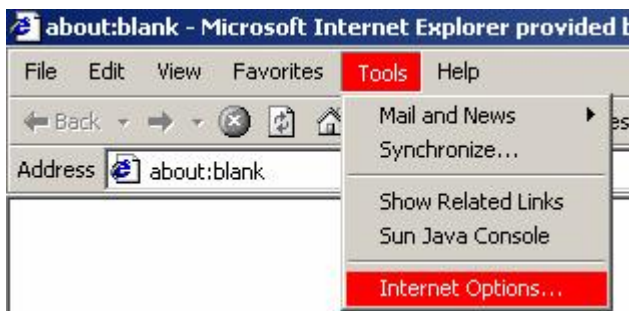 about:blank - Microsoft Internet Explorer provided
File Edit View Favorites Tools Help
Back
Address about:blank
Mail and News
Synchronize...
Show Related Links
Sun Java Console
Internet Options...